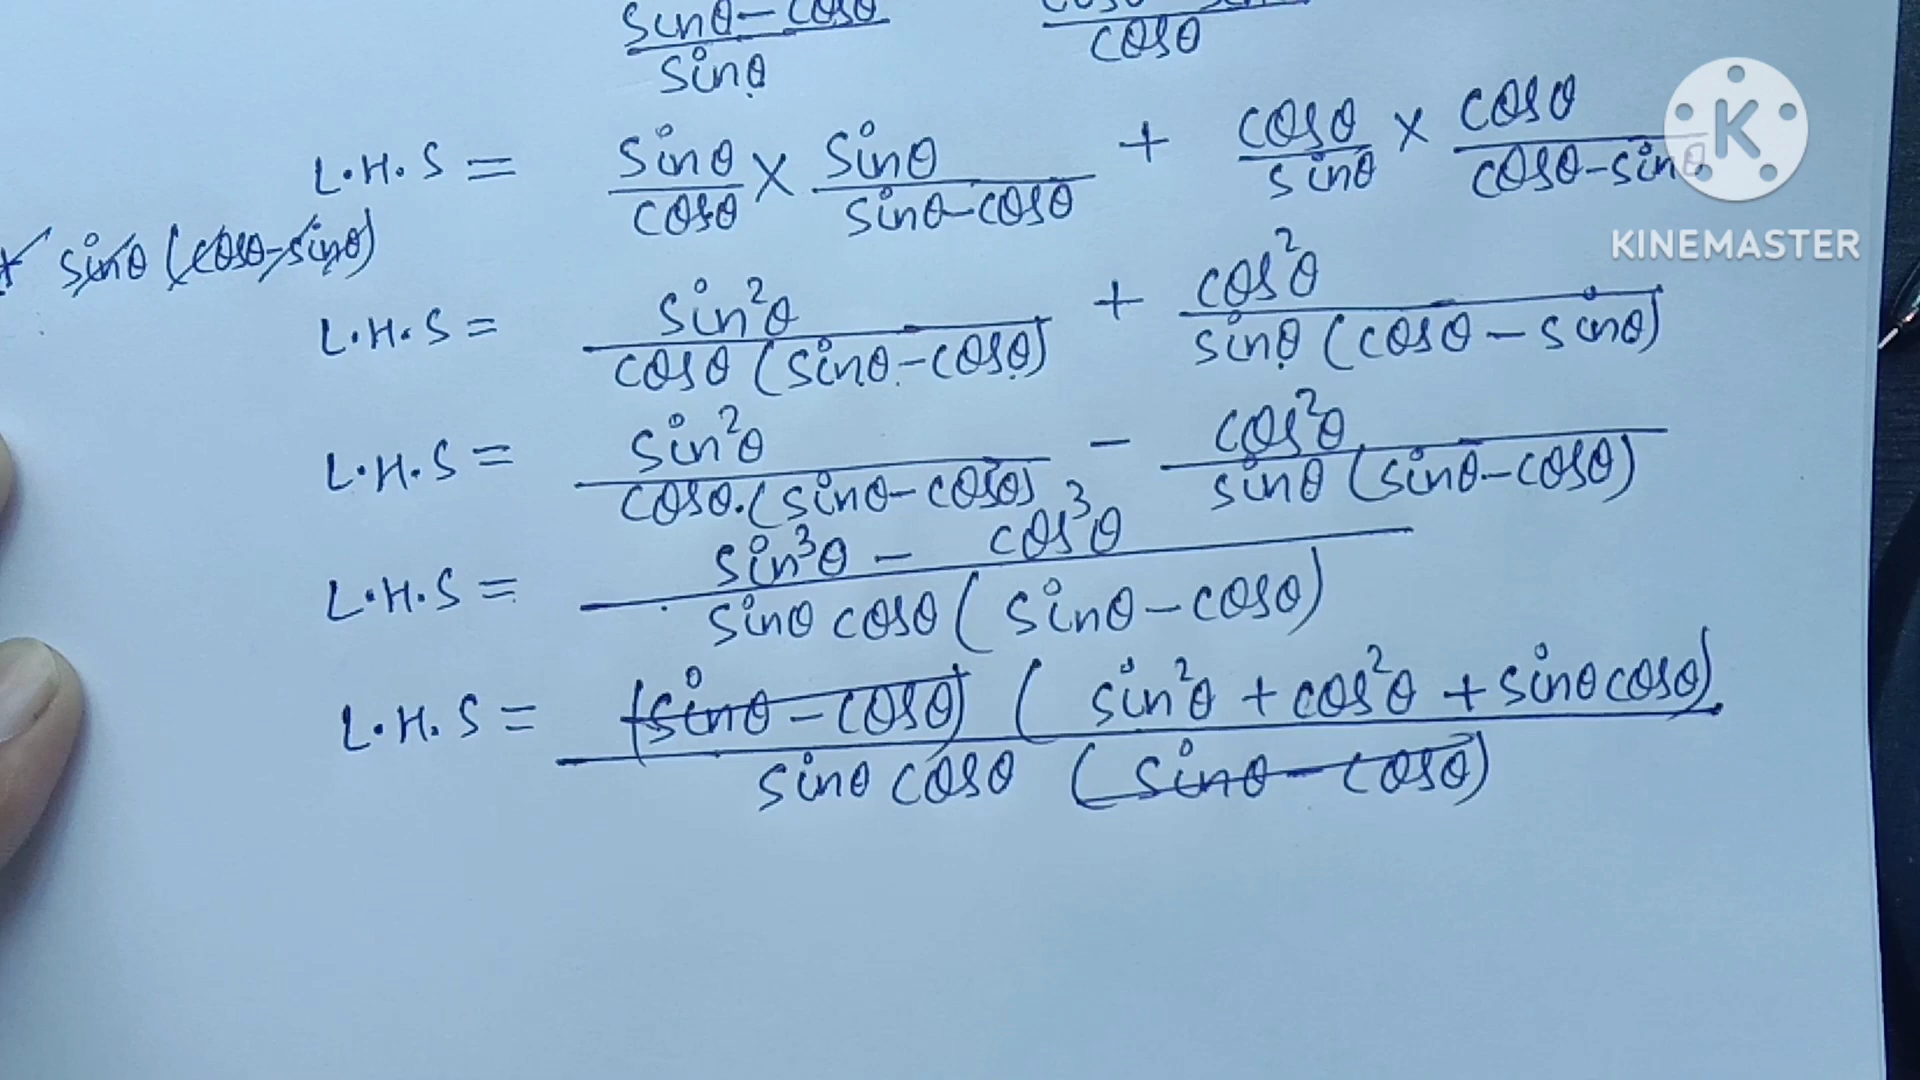 sinθ-cosθ / sinθ   cosθ
L.H.S = sinθ/cosθ × sinθ/(sinθ-cosθ) + cosθ/sinθ × cosθ/(cosθ-sinθ)
K
KINEMASTER
sinθ (cosθ-sinθ)
L.H.S = sin²θ / cosθ (sinθ-cosθ) + cos²θ / sinθ (cosθ - sinθ)
L.H.S = sin²θ / cosθ.(sinθ-cosθ) - cos²θ / sinθ (sinθ-cosθ)
L.H.S = sin³θ - cos³θ / sinθ cosθ (sinθ-cosθ)
L.H.S = (sinθ-cosθ) (sin²θ + cos²θ + sinθcosθ) / sinθ cosθ (sinθ-cosθ)